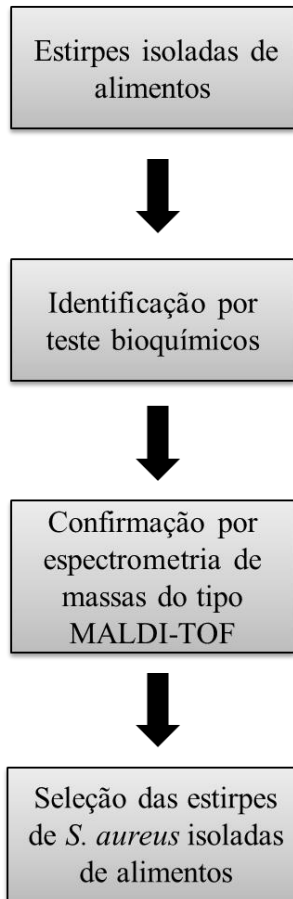 Estirpes isoladas de
alimentos
Identificação por
teste bioquímicos
Confirmação por
espectrometria de
massas do tipo
MALDI-TOF
Seleção das estirpes
de S. aureus isoladas
de alimentos